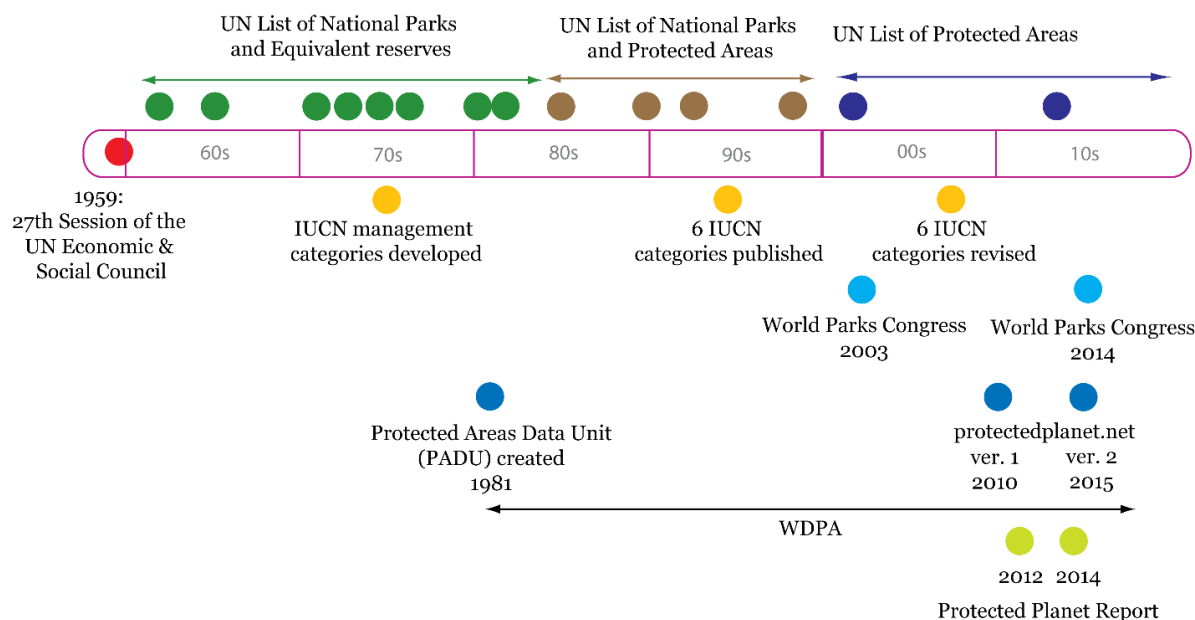 UN List of National Parks
and Equivalent reserves
UN List of National Parks
and Protected Areas
UN List of Protected Areas
60s
70s
80s
90s
00s
10s
1959:
27th Session of the
UN Economic &
Social Council
IUCN management
categories developed
6 IUCN
categories published
6 IUCN
categories revised
World Parks Congress
2003
World Parks Congress
2014
Protected Areas Data Unit
(PADU) created
1981
protectedplanet.net
ver. 1
2010
ver. 2
2015
WDPA
2012
2014
Protected Planet Report